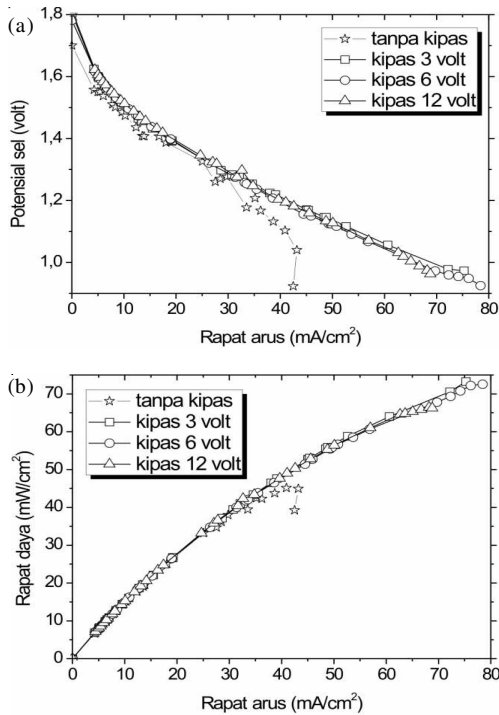 (a)
1,8
1,6
1,4
1,2
1,0
Potensial sel (volt)
tanpa kipas
kipas 3 volt
kipas 6 volt
kipas 12 volt
0 10 20 30 40 50 60 70 80
Rapat arus (mA/cm²)
(b)
70
60
50
40
30
20
10
0
Rapat daya (mW/cm²)
tanpa kipas
kipas 3 volt
kipas 6 volt
kipas 12 volt
0 10 20 30 40 50 60 70 80
Rapat arus (mA/cm²)